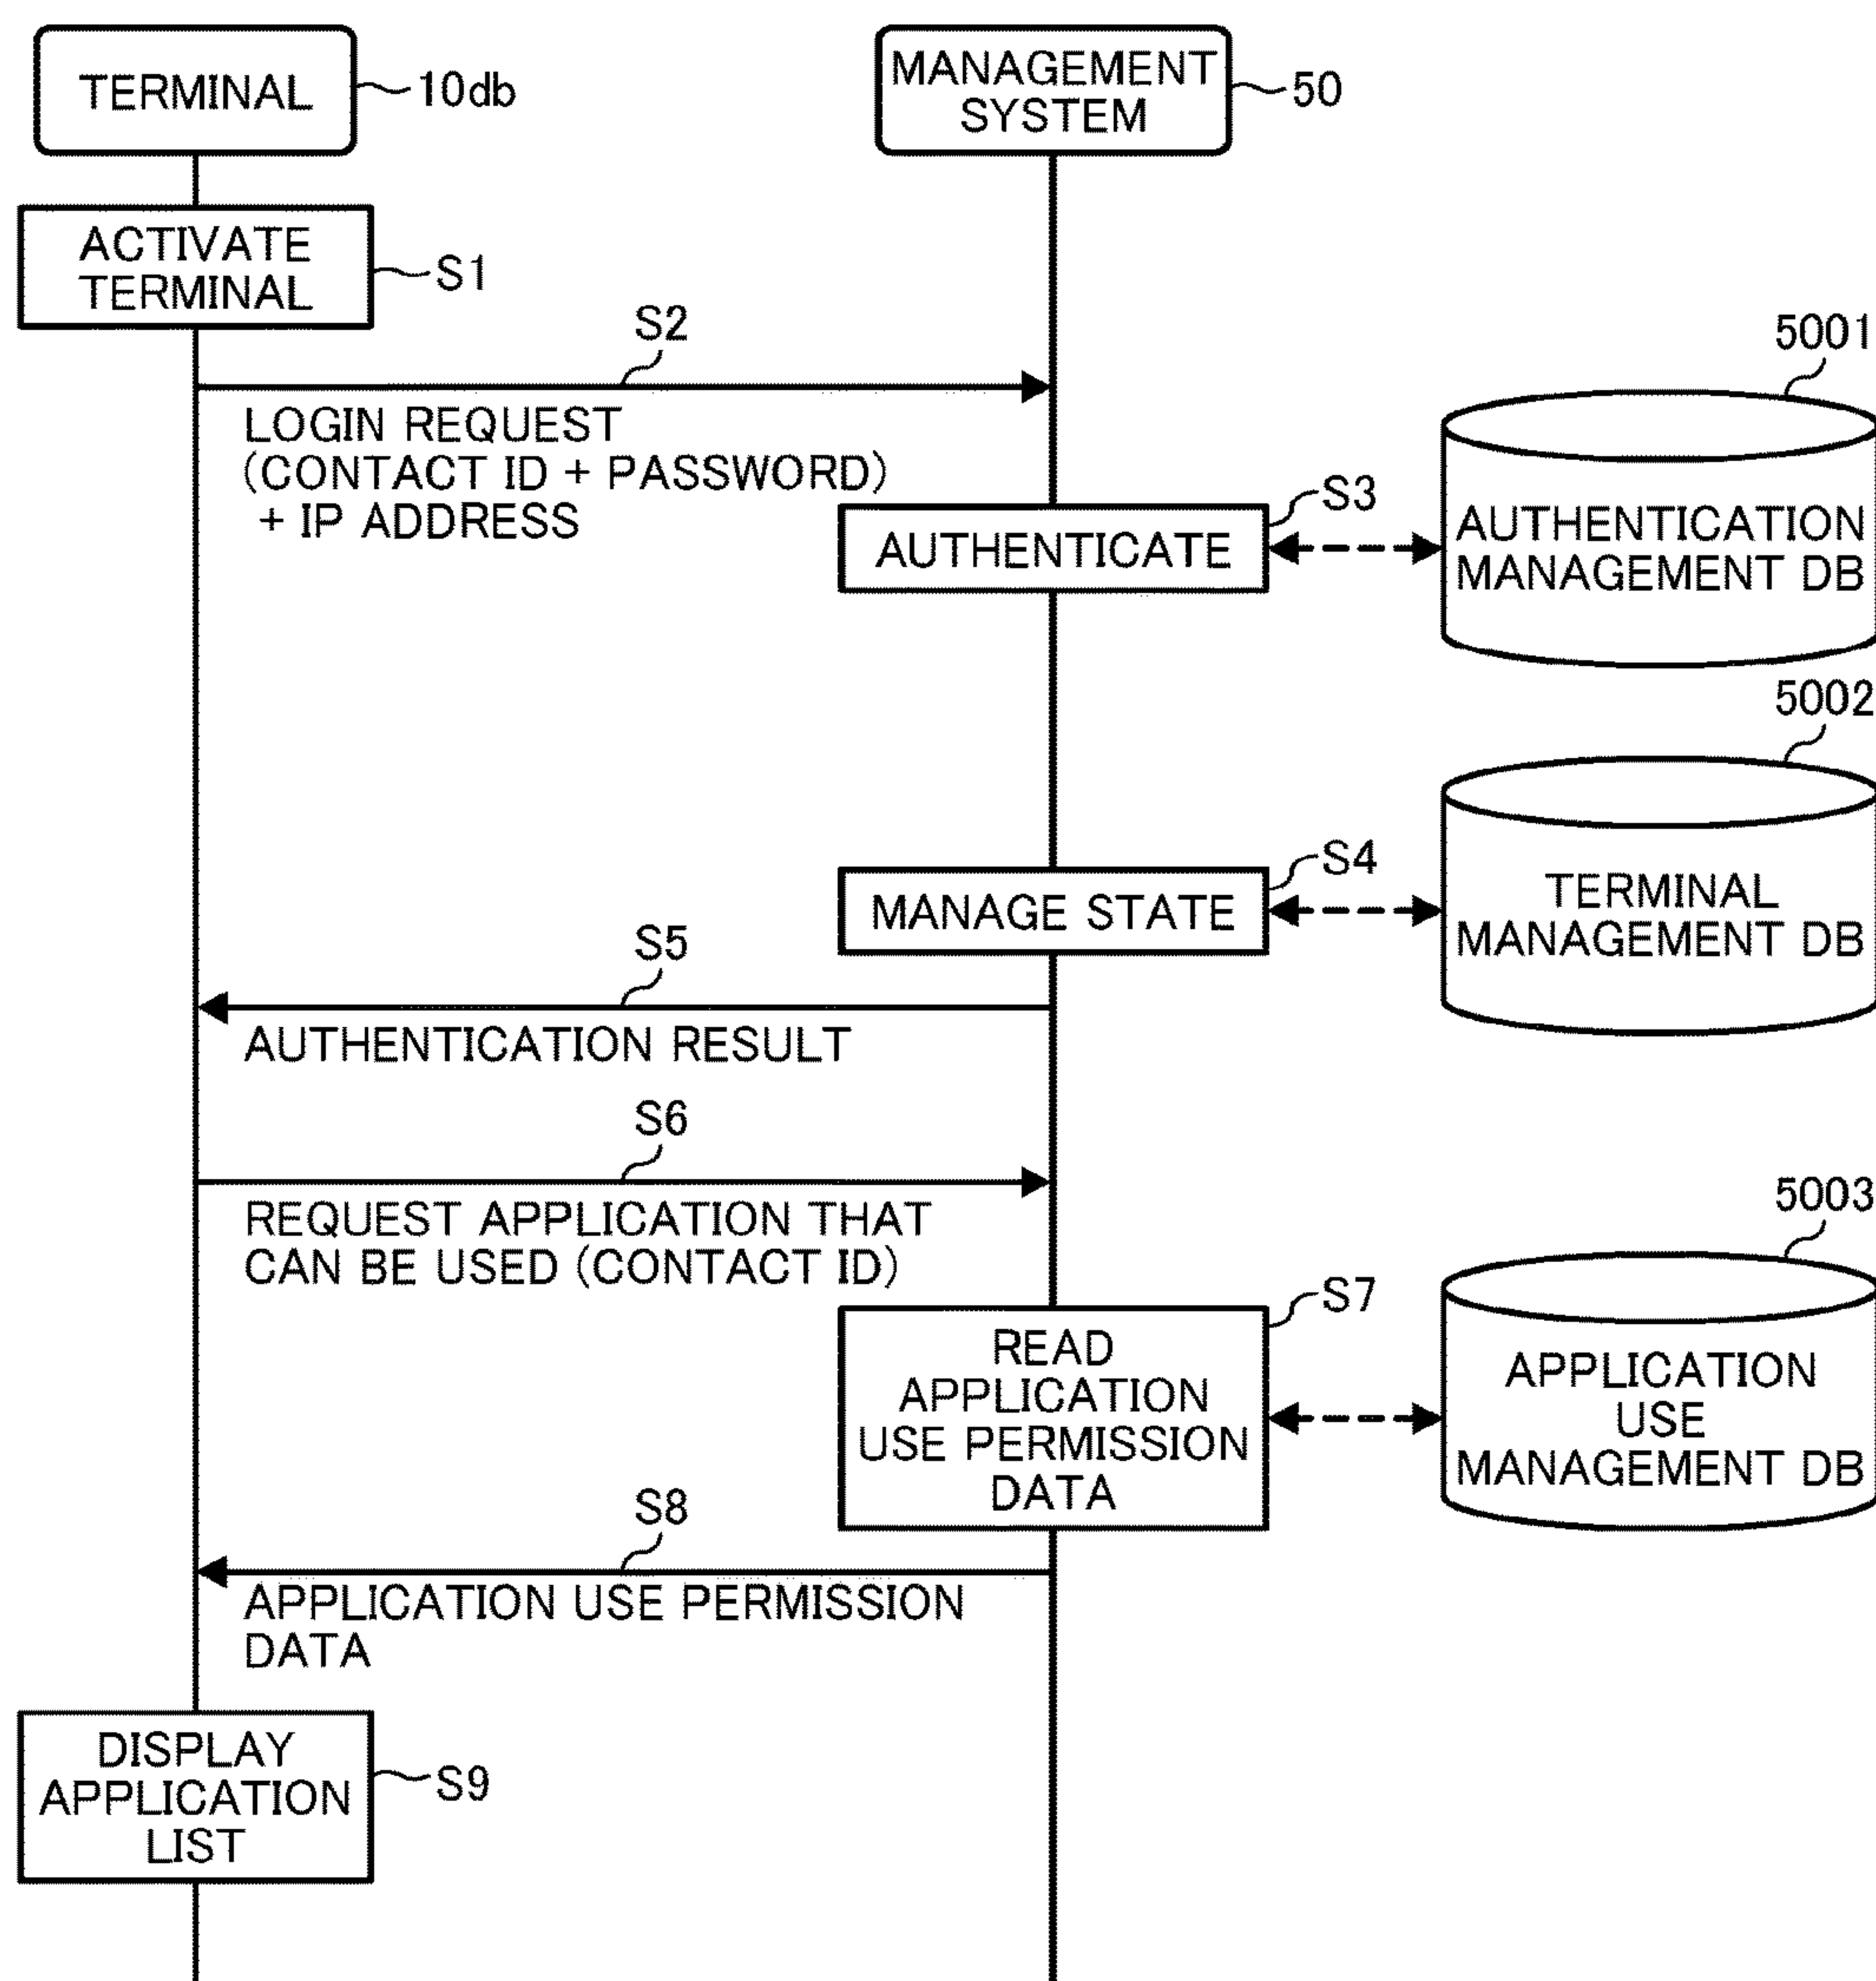 TERMINAL
10db
MANAGEMENT
SYSTEM
50
ACTIVATE
TERMINAL
S1
S2
LOGIN REQUEST
(CONTACT ID + PASSWORD)
+ IP ADDRESS
5001
S3
AUTHENTICATE
AUTHENTICATION
MANAGEMENT DB
5002
S4
MANAGE STATE
TERMINAL
MANAGEMENT DB
S5
AUTHENTICATION RESULT
S6
REQUEST APPLICATION THAT
CAN BE USED (CONTACT ID)
5003
S7
READ
APPLICATION
USE PERMISSION
DATA
APPLICATION
USE
MANAGEMENT DB
S8
APPLICATION USE PERMISSION
DATA
DISPLAY
APPLICATION
LIST
S9